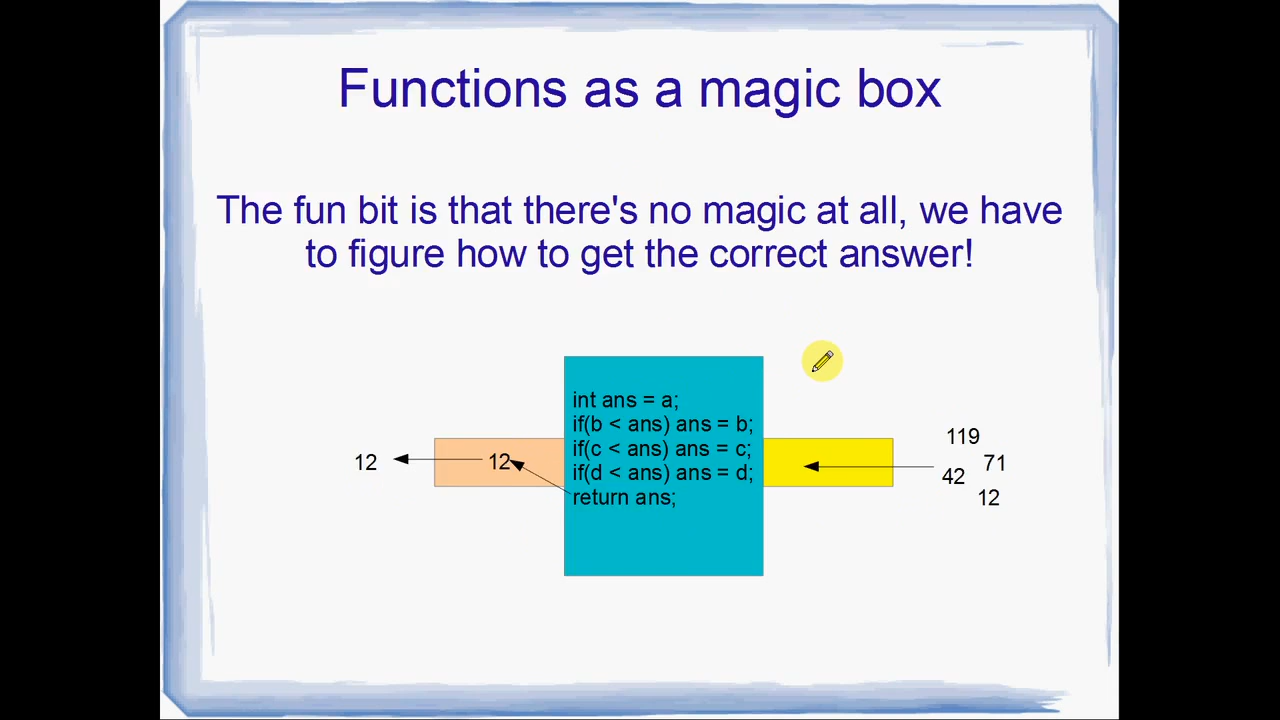 Functions as a magic box
The fun bit is that there's no magic at all, we have
to figure how to get the correct answer!
int ans = a;
if(b < ans) ans = b;
if(c < ans) ans = c;
if(d < ans) ans = d;
return ans;
12
12
119
71
42
12